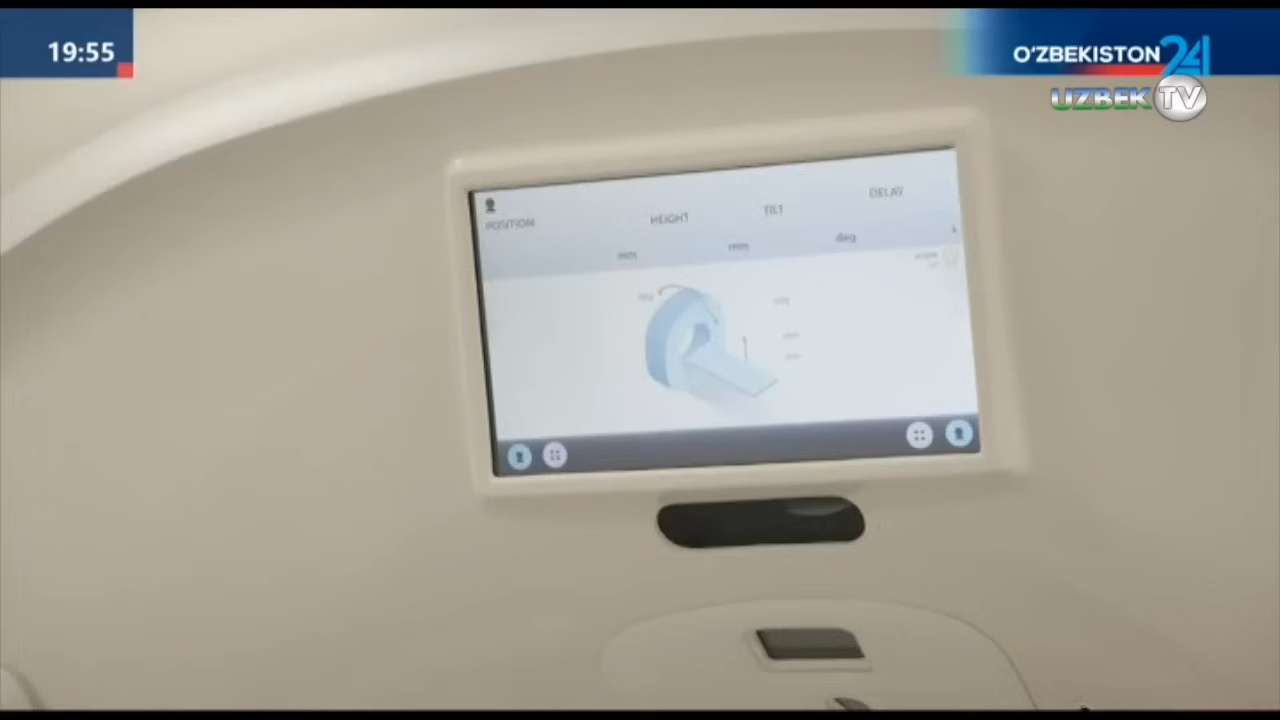 19:55
O‘ZBEKISTON 24
UZBEK TV
DELAY
TILT
HEIGHT
POSITION
deg
mm
mm